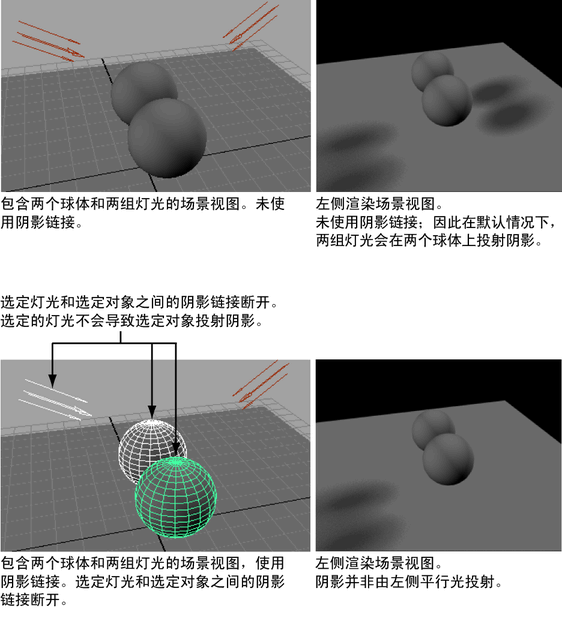 包含两个球体和两组灯光的场景视图。未使
用阴影链接。
左侧渲染场景视图。
未使用阴影链接；因此在默认情况下，
两组灯光会在两个球体上投射阴影。
选定灯光和选定对象之间的阴影链接断开。
选定的灯光不会导致选定对象投射阴影。
包含两个球体和两组灯光的场景视图，使用
阴影链接。选定灯光和选定对象之间的阴影
链接断开。
左侧渲染场景视图。
阴影并非由左侧平行光投射。